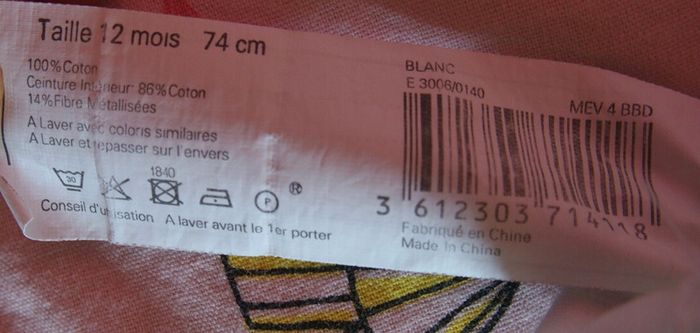 Taille 12 mois 74 cm
100% Coton
Ceinture Intérieur: 86% Coton
14% Fibre Métallisées
A Laver avec coloris similaires
A Laver et repasser sur l'envers
30
1840
P ®
Conseil d'utilisation A laver avant le 1er porter
BLANC
E 3006/0140
MEV 4 BBD
3 612303 714118
Fabriqué en Chine
Made in China